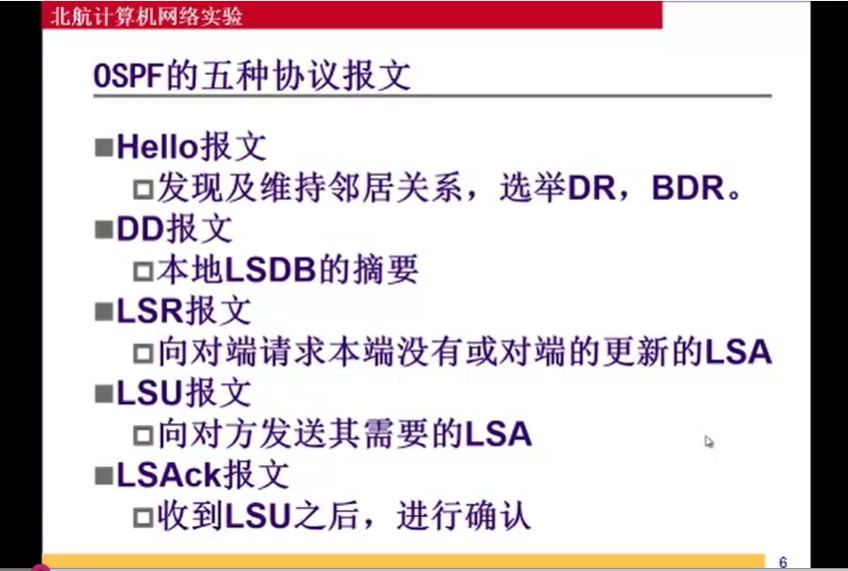 北航计算机网络实验
OSPF的五种协议报文
Hello报文
发现及维持邻居关系，选举DR，BDR。
DD报文
本地LSDB的摘要
LSR报文
向对端请求本端没有或对端的更新的LSA
LSU报文
向对方发送其需要的LSA
LSAck报文
收到LSU之后，进行确认
6